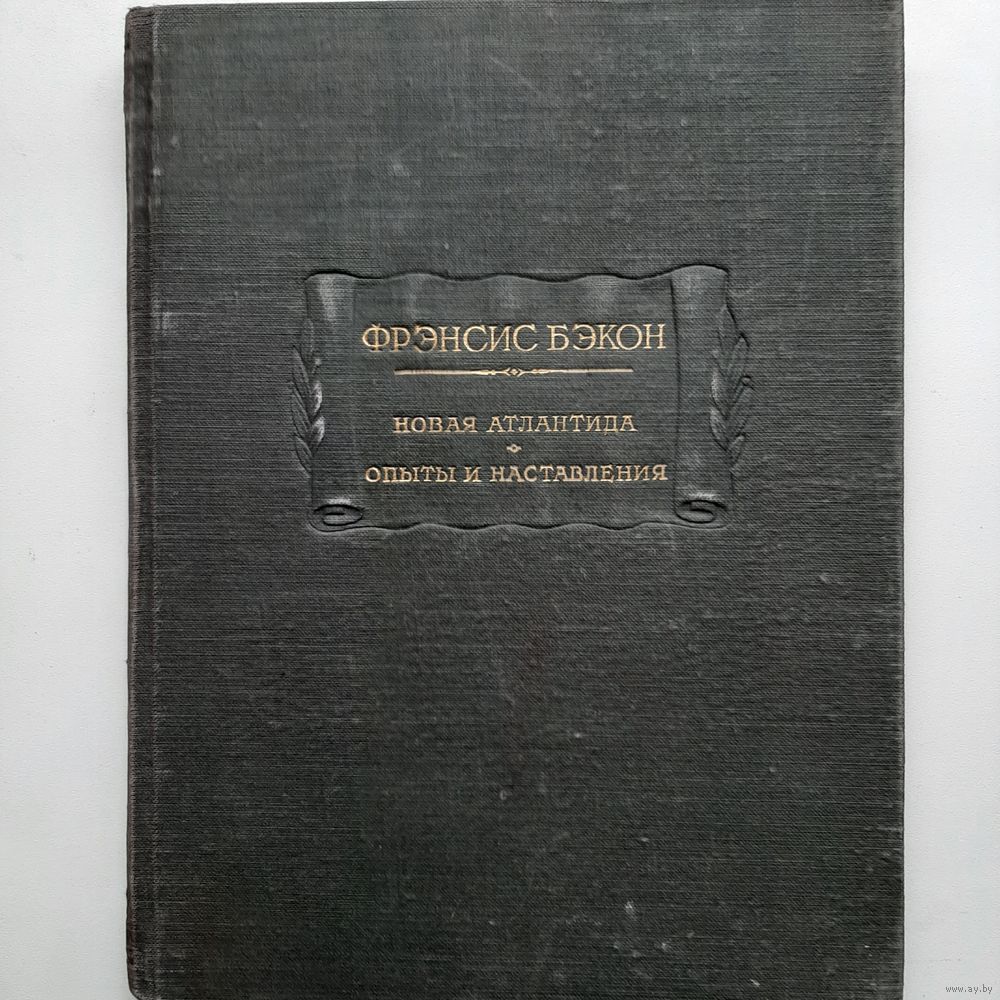 ФРЭНСИС БЭКОН
НОВАЯ АТЛАНТИДА
ОПЫТЫ И НАСТАВЛЕНИЯ
www.ay.by